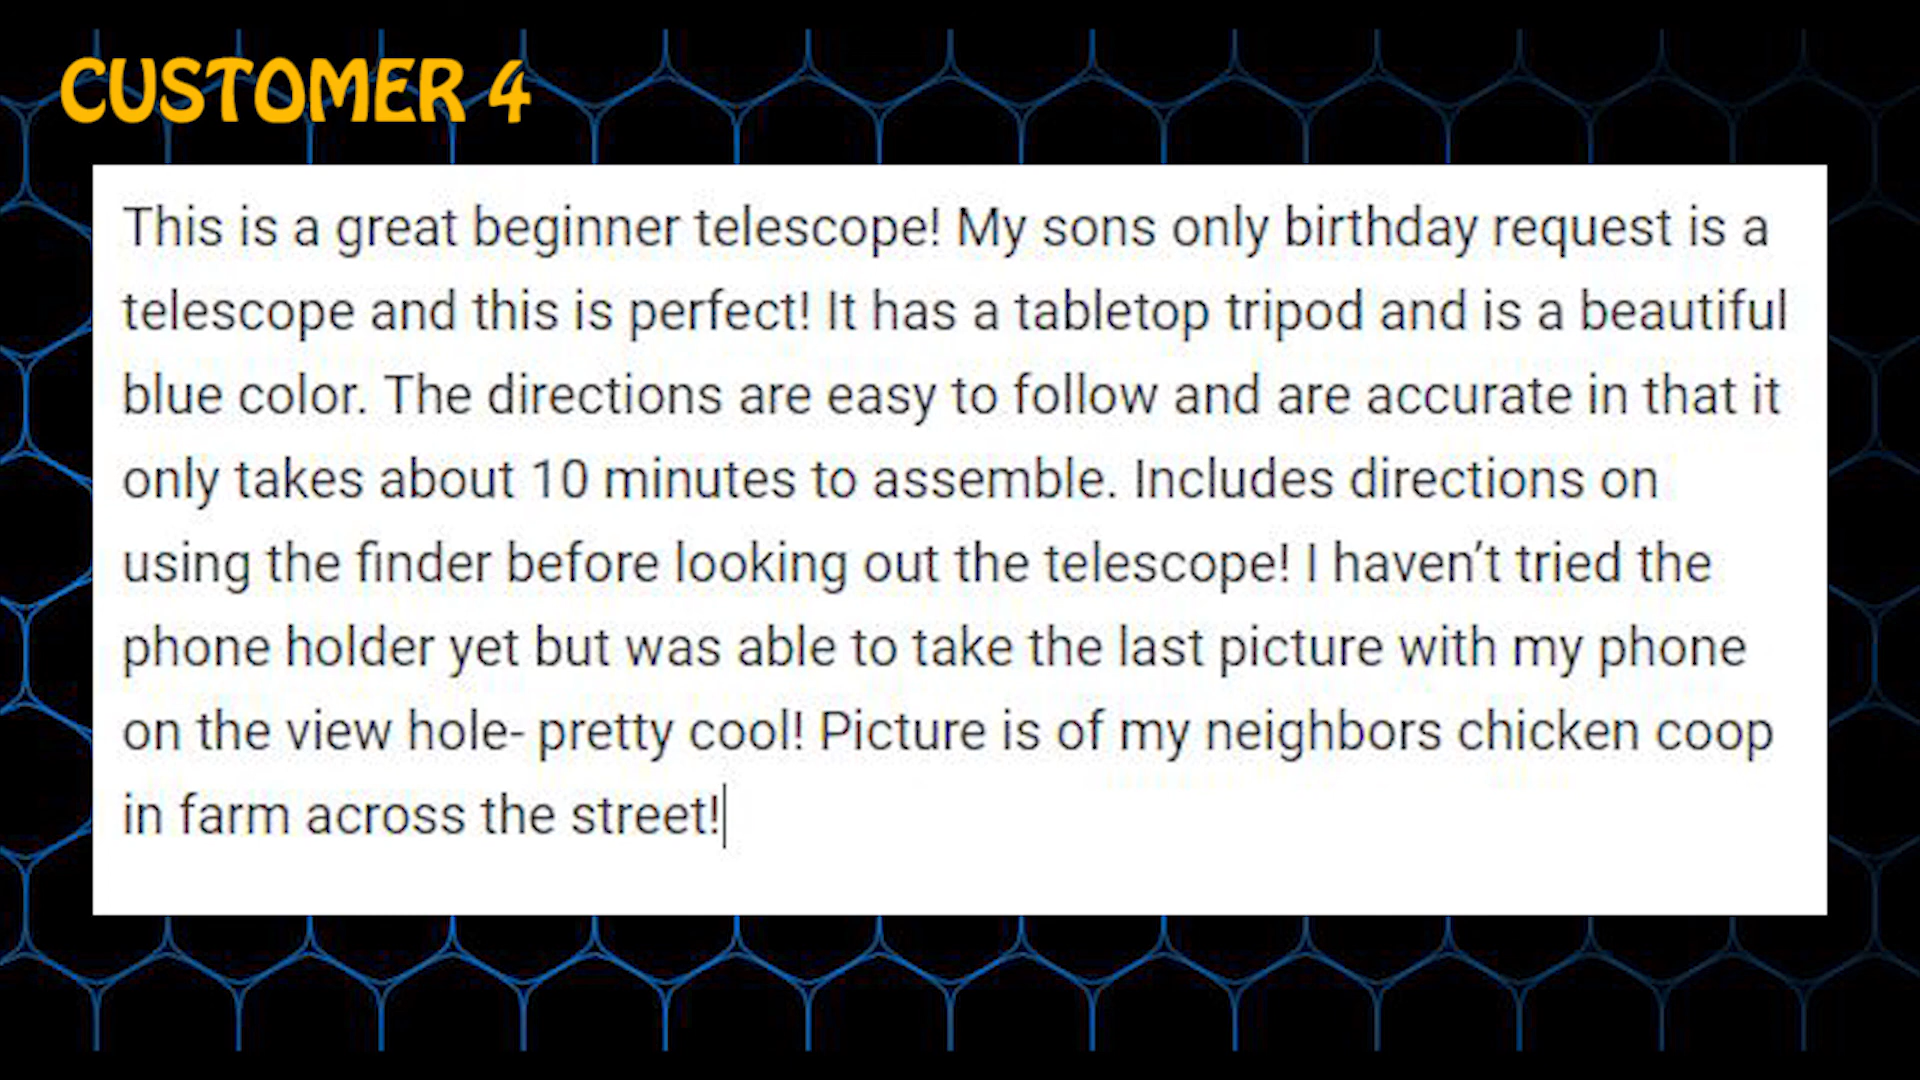 CUSTOMER 4
This is a great beginner telescope! My sons only birthday request is a
telescope and this is perfect! It has a tabletop tripod and is a beautiful
blue color. The directions are easy to follow and are accurate in that it
only takes about 10 minutes to assemble. Includes directions on
using the finder before looking out the telescope! I haven’t tried the
phone holder yet but was able to take the last picture with my phone
on the view hole- pretty cool! Picture is of my neighbors chicken coop
in farm across the street!